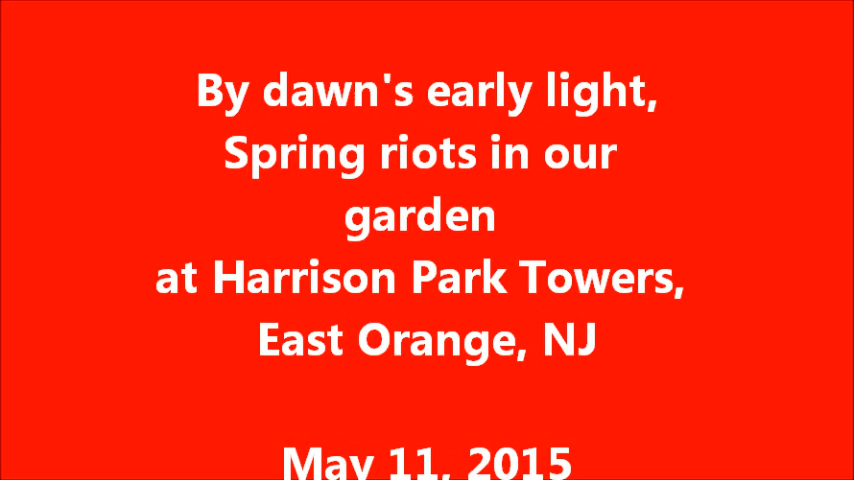 By dawn's early light,
Spring riots in our
garden
at Harrison Park Towers,
East Orange, NJ
May 11, 2015